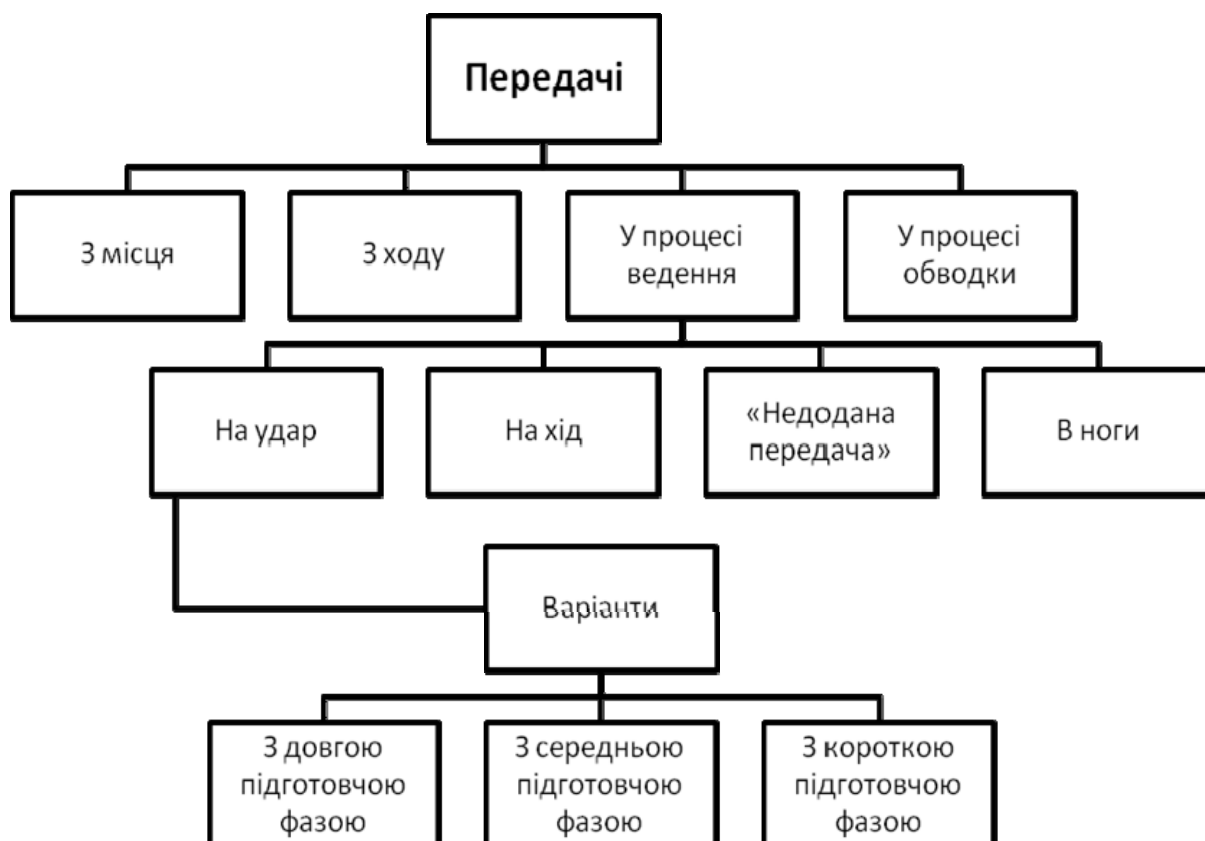 Передачі
З місця
З ходу
У процесі
ведення
У процесі
обводки
На удар
На хід
«Недодана
передача»
В ноги
Варіанти
З довгою
підготовчою
фазою
З середньою
підготовчою
фазою
З короткою
підготовчою
фазою